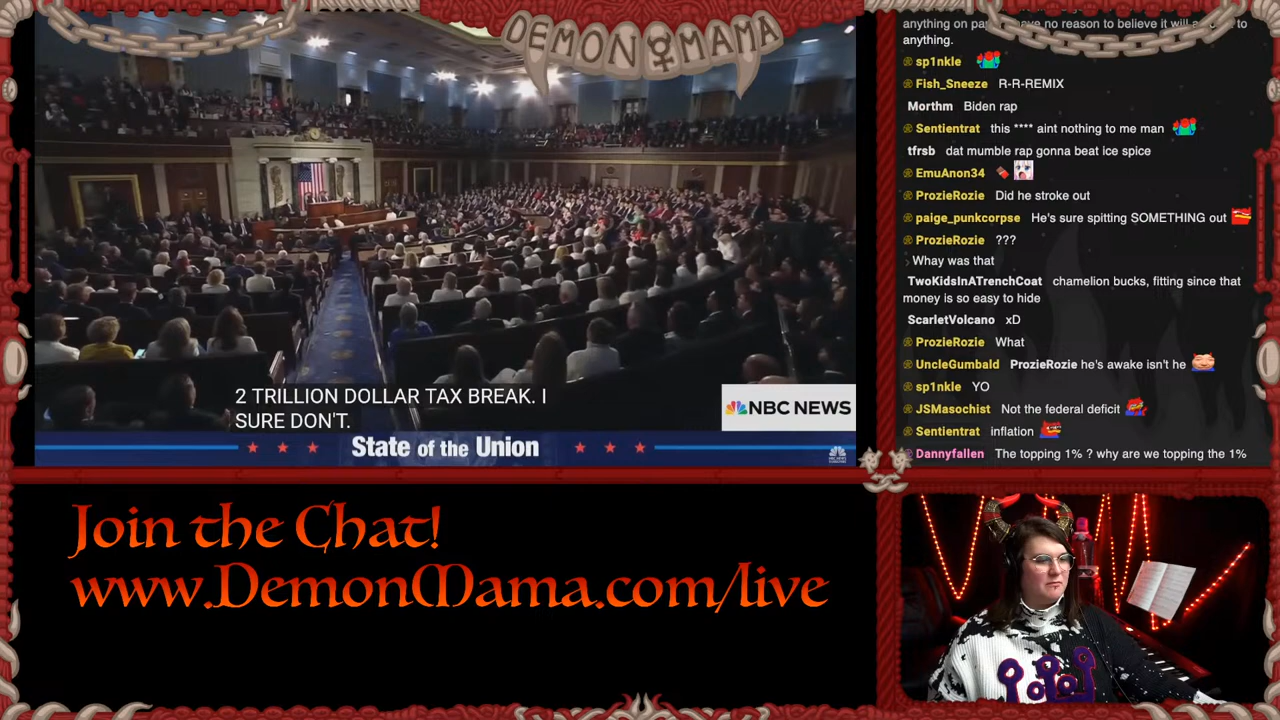 DEMON MAMA
2 TRILLION DOLLAR TAX BREAK. I
SURE DON'T.
NBC NEWS
State of the Union
Join the Chat!
www.DemonMama.com/live
anything on
have no reason to believe it will
to
anything.
sp1nkle
Fish_Sneeze R-R-REMIX
Morthm Biden rap
Sentientrat this **** aint nothing to me man
tfrsb dat mumble rap gonna beat ice spice
EmuAnon34
ProzieRozie Did he stroke out
paige_punkcorpse He's sure spitting SOMETHING out
ProzieRozie ???
Whay was that
TwoKidsInATrenchCoat chamelion bucks, fitting since that
money is so easy to hide
ScarletVolcano xD
ProzieRozie What
UncleGumbald ProzieRozie he's awake isn't he
sp1nkle YO
JSMasochist Not the federal deficit
Sentientrat inflation
Dannyfallen The topping 1% ? why are we topping the 1%